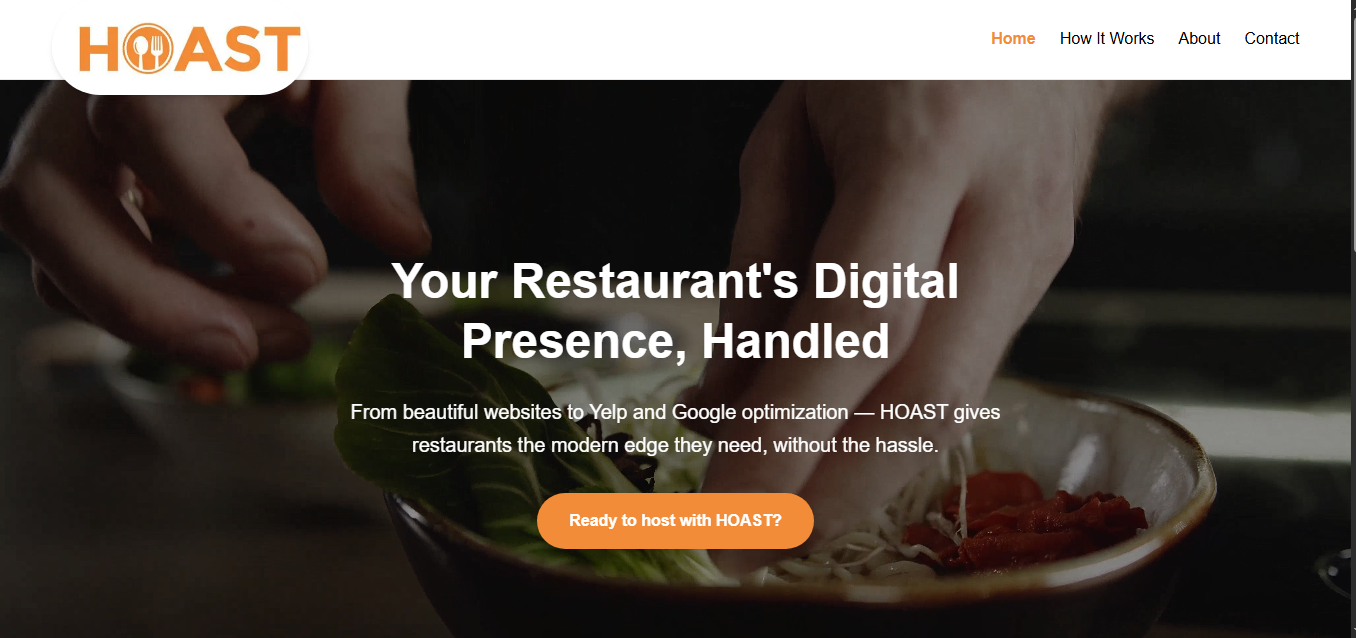 HOAST
Home
How It Works
About
Contact
Your Restaurant's Digital
Presence, Handled
From beautiful websites to Yelp and Google optimization — HOAST gives
restaurants the modern edge they need, without the hassle.
Ready to host with HOAST?